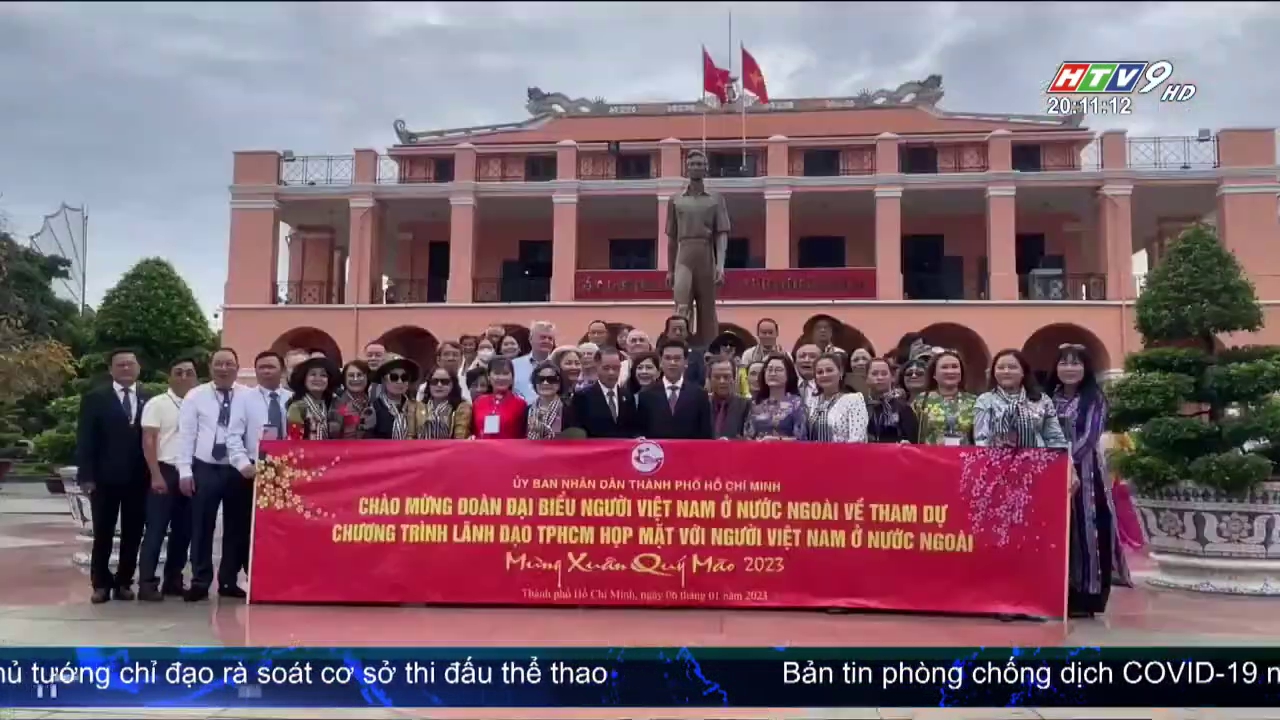 HTV9 HD
20:11:12
ỦY BAN NHÂN DÂN THÀNH PHỐ HỒ CHÍ MINH
CHÀO MỪNG ĐOÀN ĐẠI BIỂU NGƯỜI VIỆT NAM Ở NƯỚC NGOÀI VỀ THAM DỰ
CHƯƠNG TRÌNH LÃNH ĐẠO TPHCM HỌP MẶT VỚI NGƯỜI VIỆT NAM Ở NƯỚC NGOÀI
Mừng Xuân Quý Mão 2023
Thành phố Hồ Chí Minh, ngày 06 tháng 01 năm 2023
hủ tướng chỉ đạo rà soát cơ sở thi đấu thể thao
Bản tin phòng chống dịch COVID-19 n